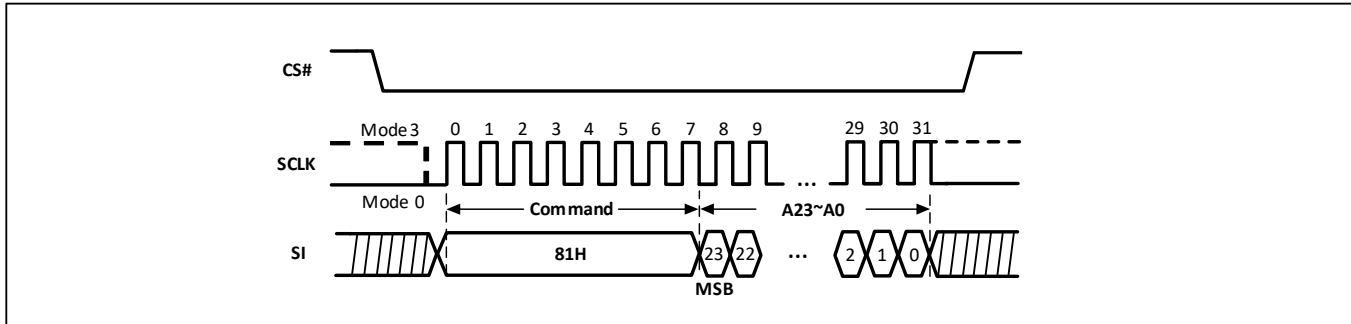 CS#
Mode 3 0 1 2 3 4 5 6 7 8 9 29 30 31
SCLK
...
Mode 0
Command A23~A0
SI 81H 23 22 ... 2 1 0
MSB